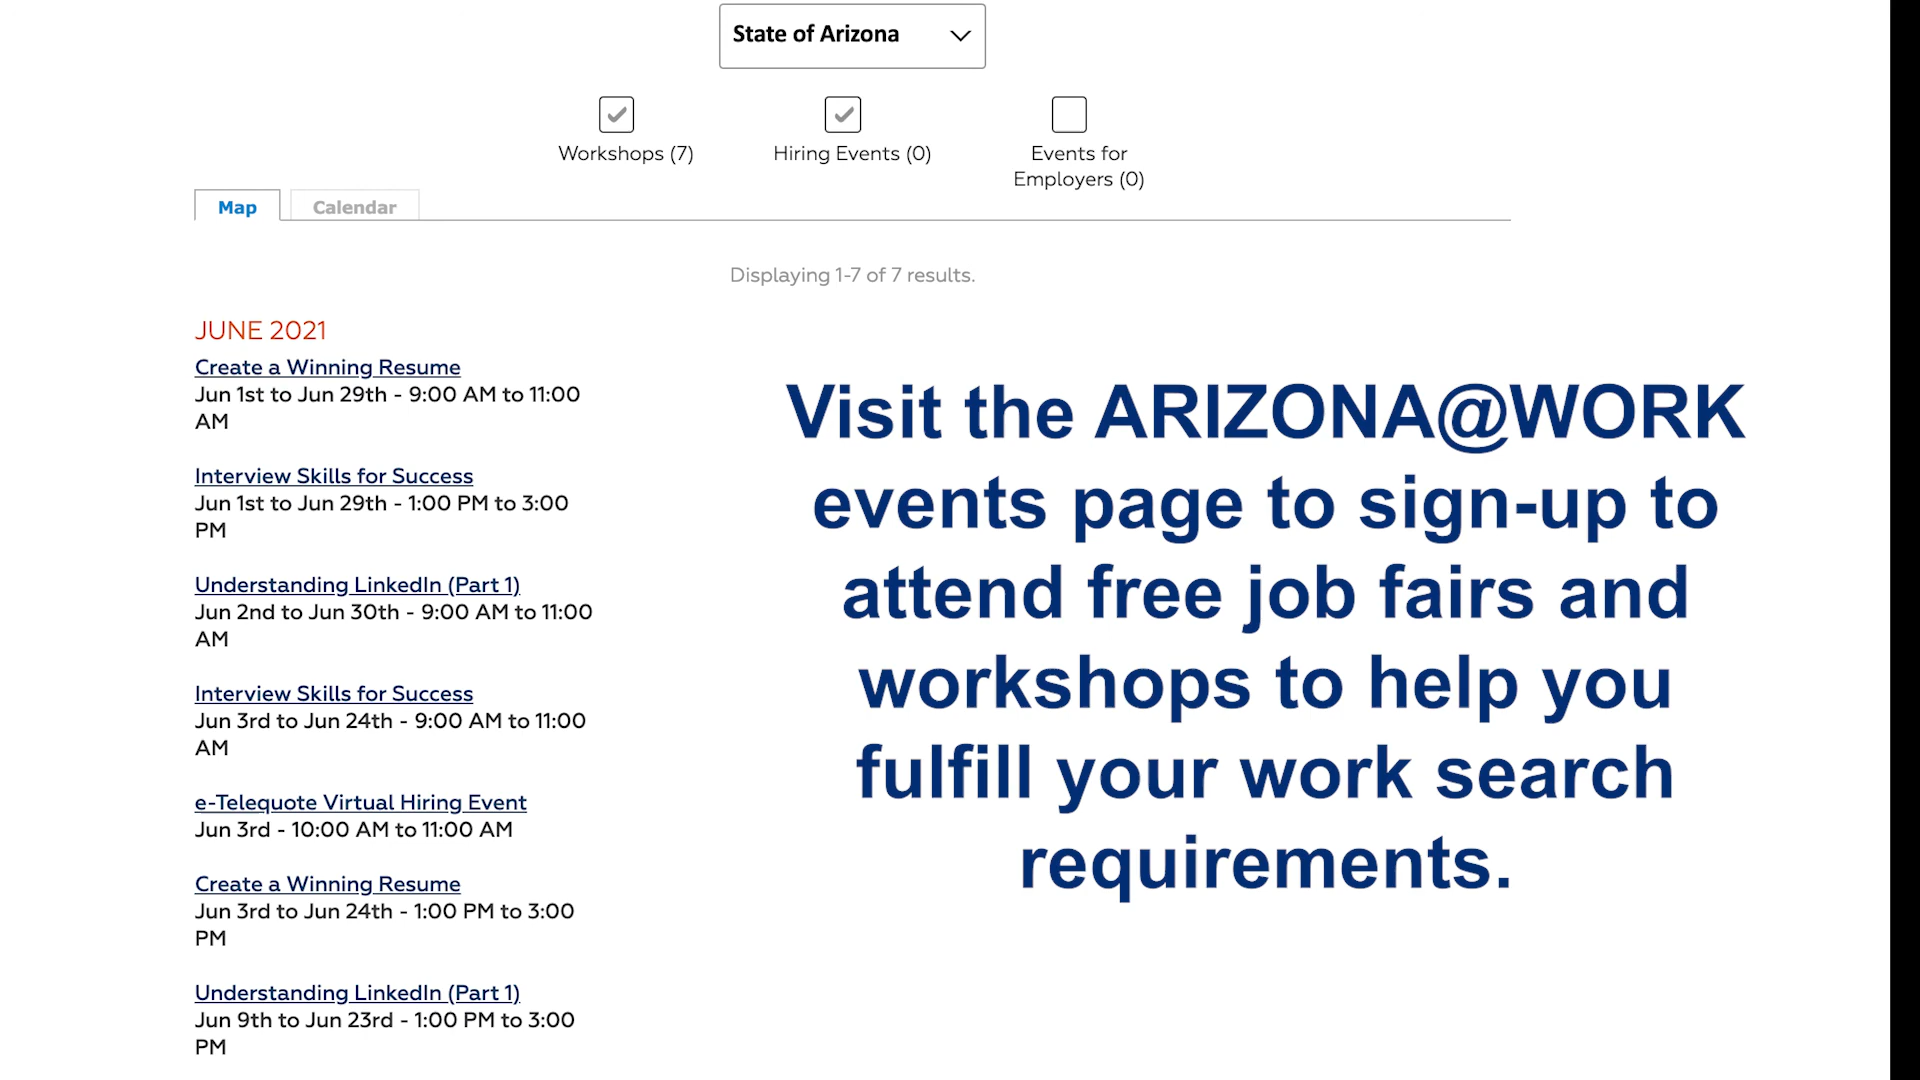 State of Arizona
Workshops (7)
Hiring Events (0)
Events for
Employers (0)
Map
Calendar
Displaying 1-7 of 7 results.
JUNE 2021
Create a Winning Resume
Jun 1st to Jun 29th - 9:00 AM to 11:00
AM
Interview Skills for Success
Jun 1st to Jun 29th - 1:00 PM to 3:00
PM
Understanding LinkedIn (Part 1)
Jun 2nd to Jun 30th - 9:00 AM to 11:00
AM
Interview Skills for Success
Jun 3rd to Jun 24th - 9:00 AM to 11:00
AM
e-Telequote Virtual Hiring Event
Jun 3rd - 10:00 AM to 11:00 AM
Create a Winning Resume
Jun 3rd to Jun 24th - 1:00 PM to 3:00
PM
Understanding LinkedIn (Part 1)
Jun 9th to Jun 23rd - 1:00 PM to 3:00
PM
Visit the ARIZONA@WORK
events page to sign-up to
attend free job fairs and
workshops to help you
fulfill your work search
requirements.